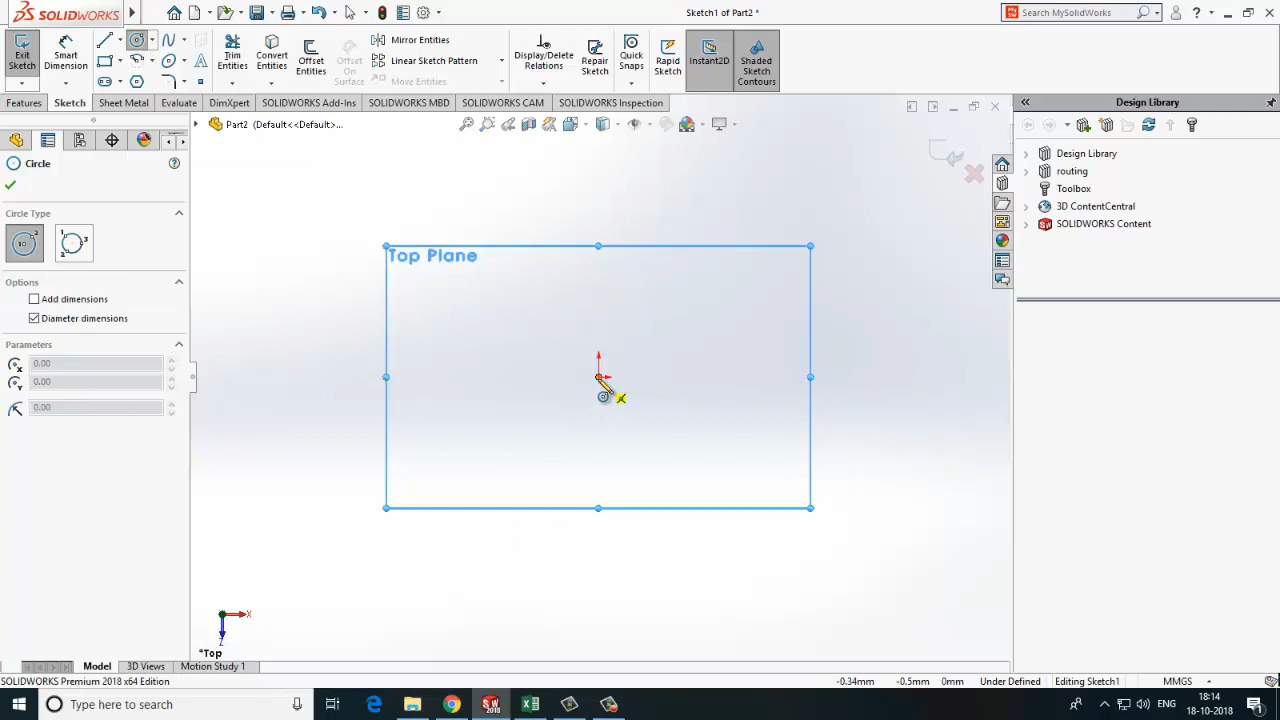 SOLIDWORKS
Sketch1 of Part2 *
Search MySolidWorks
Exit Sketch
Smart Dimension
Trim Entities
Convert Entities
Offset Entities
Offset On Surface
Mirror Entities
Linear Sketch Pattern
Move Entities
Display/Delete Relations
Repair Sketch
Quick Snaps
Rapid Sketch
Instant2D
Shaded Sketch Contours
Features
Sketch
Sheet Metal
Evaluate
DimXpert
SOLIDWORKS Add-Ins
SOLIDWORKS MBD
SOLIDWORKS CAM
SOLIDWORKS Inspection
Design Library
Part2 (Default<<Default>...
Circle
Circle Type
Options
Add dimensions
Diameter dimensions
Parameters
0.00
0.00
0.00
Top Plane
Design Library
routing
Toolbox
3D ContentCentral
SOLIDWORKS Content
X
Z
*Top
Model
3D Views
Motion Study 1
SOLIDWORKS Premium 2018 x64 Edition
-0.34mm
-0.5mm
0mm
Under Defined
Editing Sketch1
MMGS
Type here to search
SW
2018
ENG
18:14
18-10-2018
1